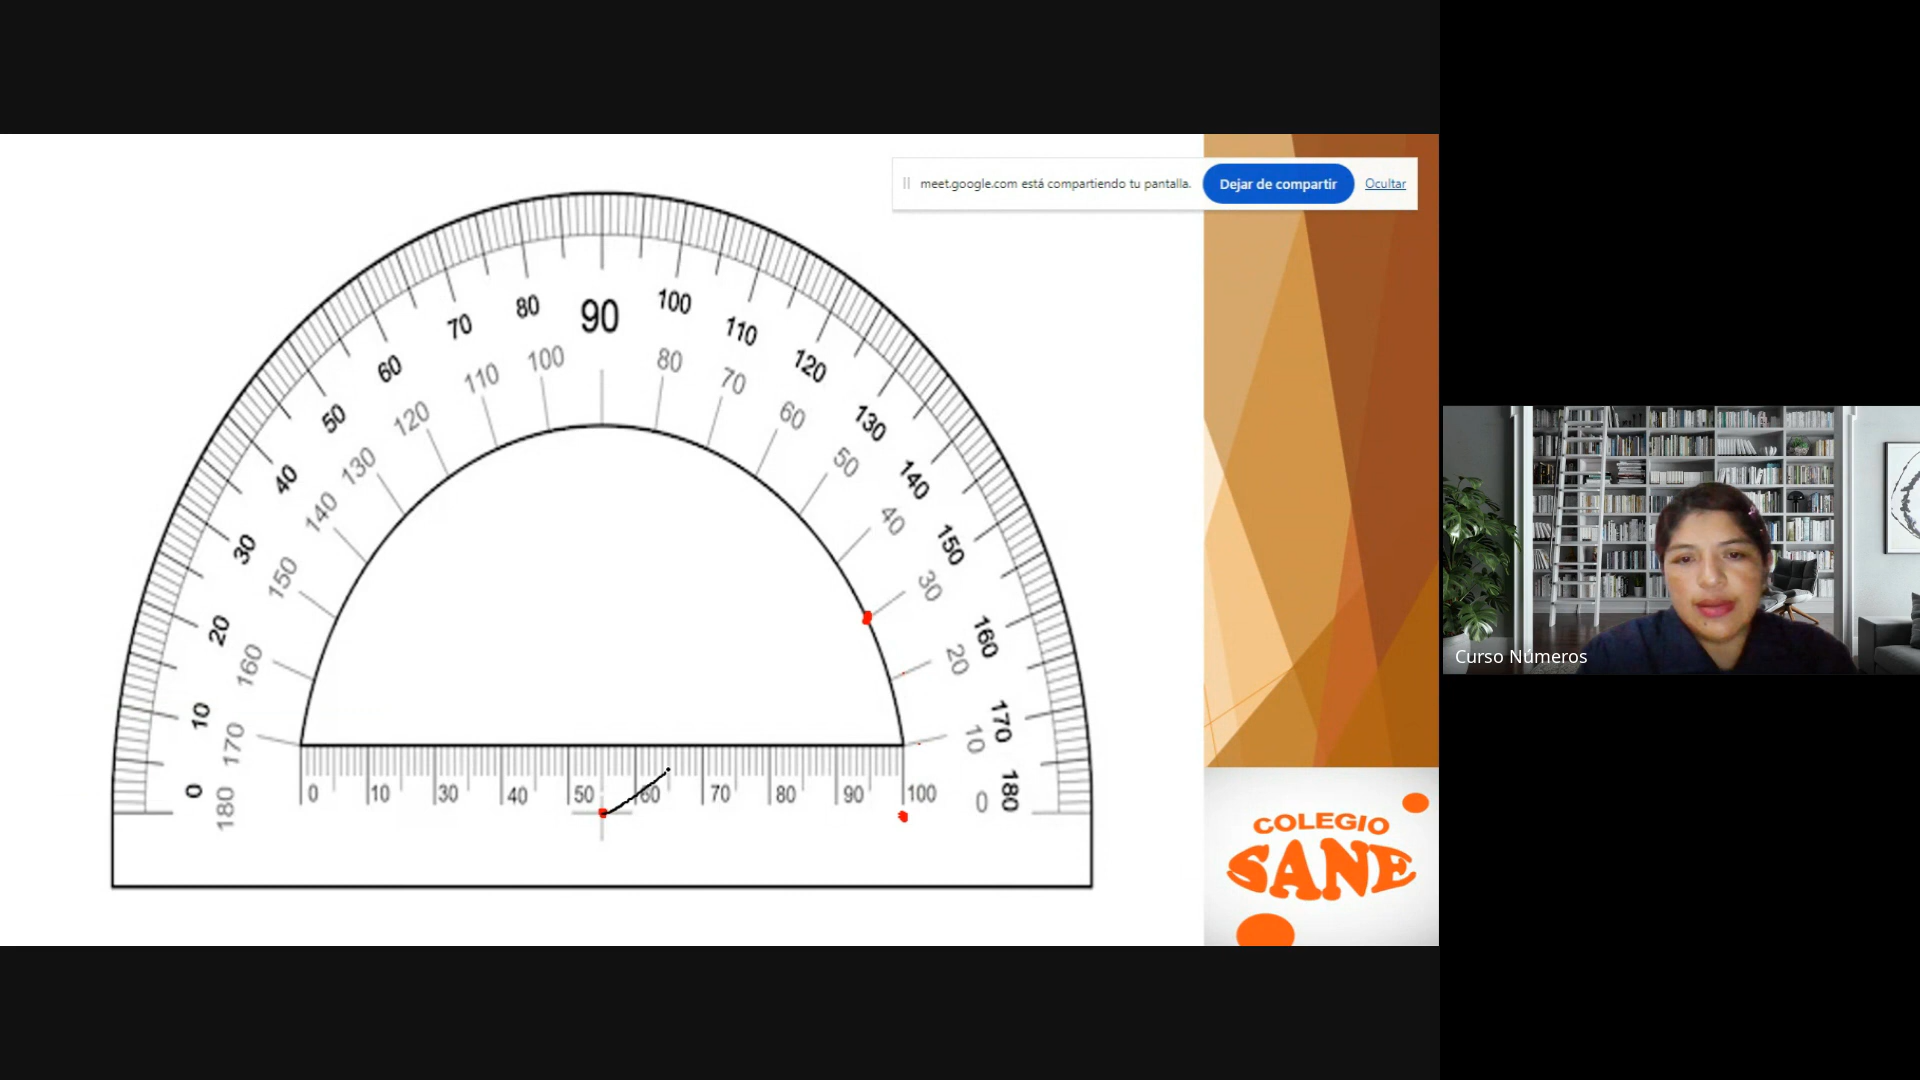 meet.google.com está compartiendo tu pantalla.
Dejar de compartir
Ocultar
0 10 20 30 40 50 60 70 80 90 100 110 120 130 140 150 160 170 180
180 170 160 150 140 130 120 110 100 80 70 60 50 40 30 20 10 0
0 10 30 40 50 60 70 80 90 100
COLEGIO
SANE
Curso Números